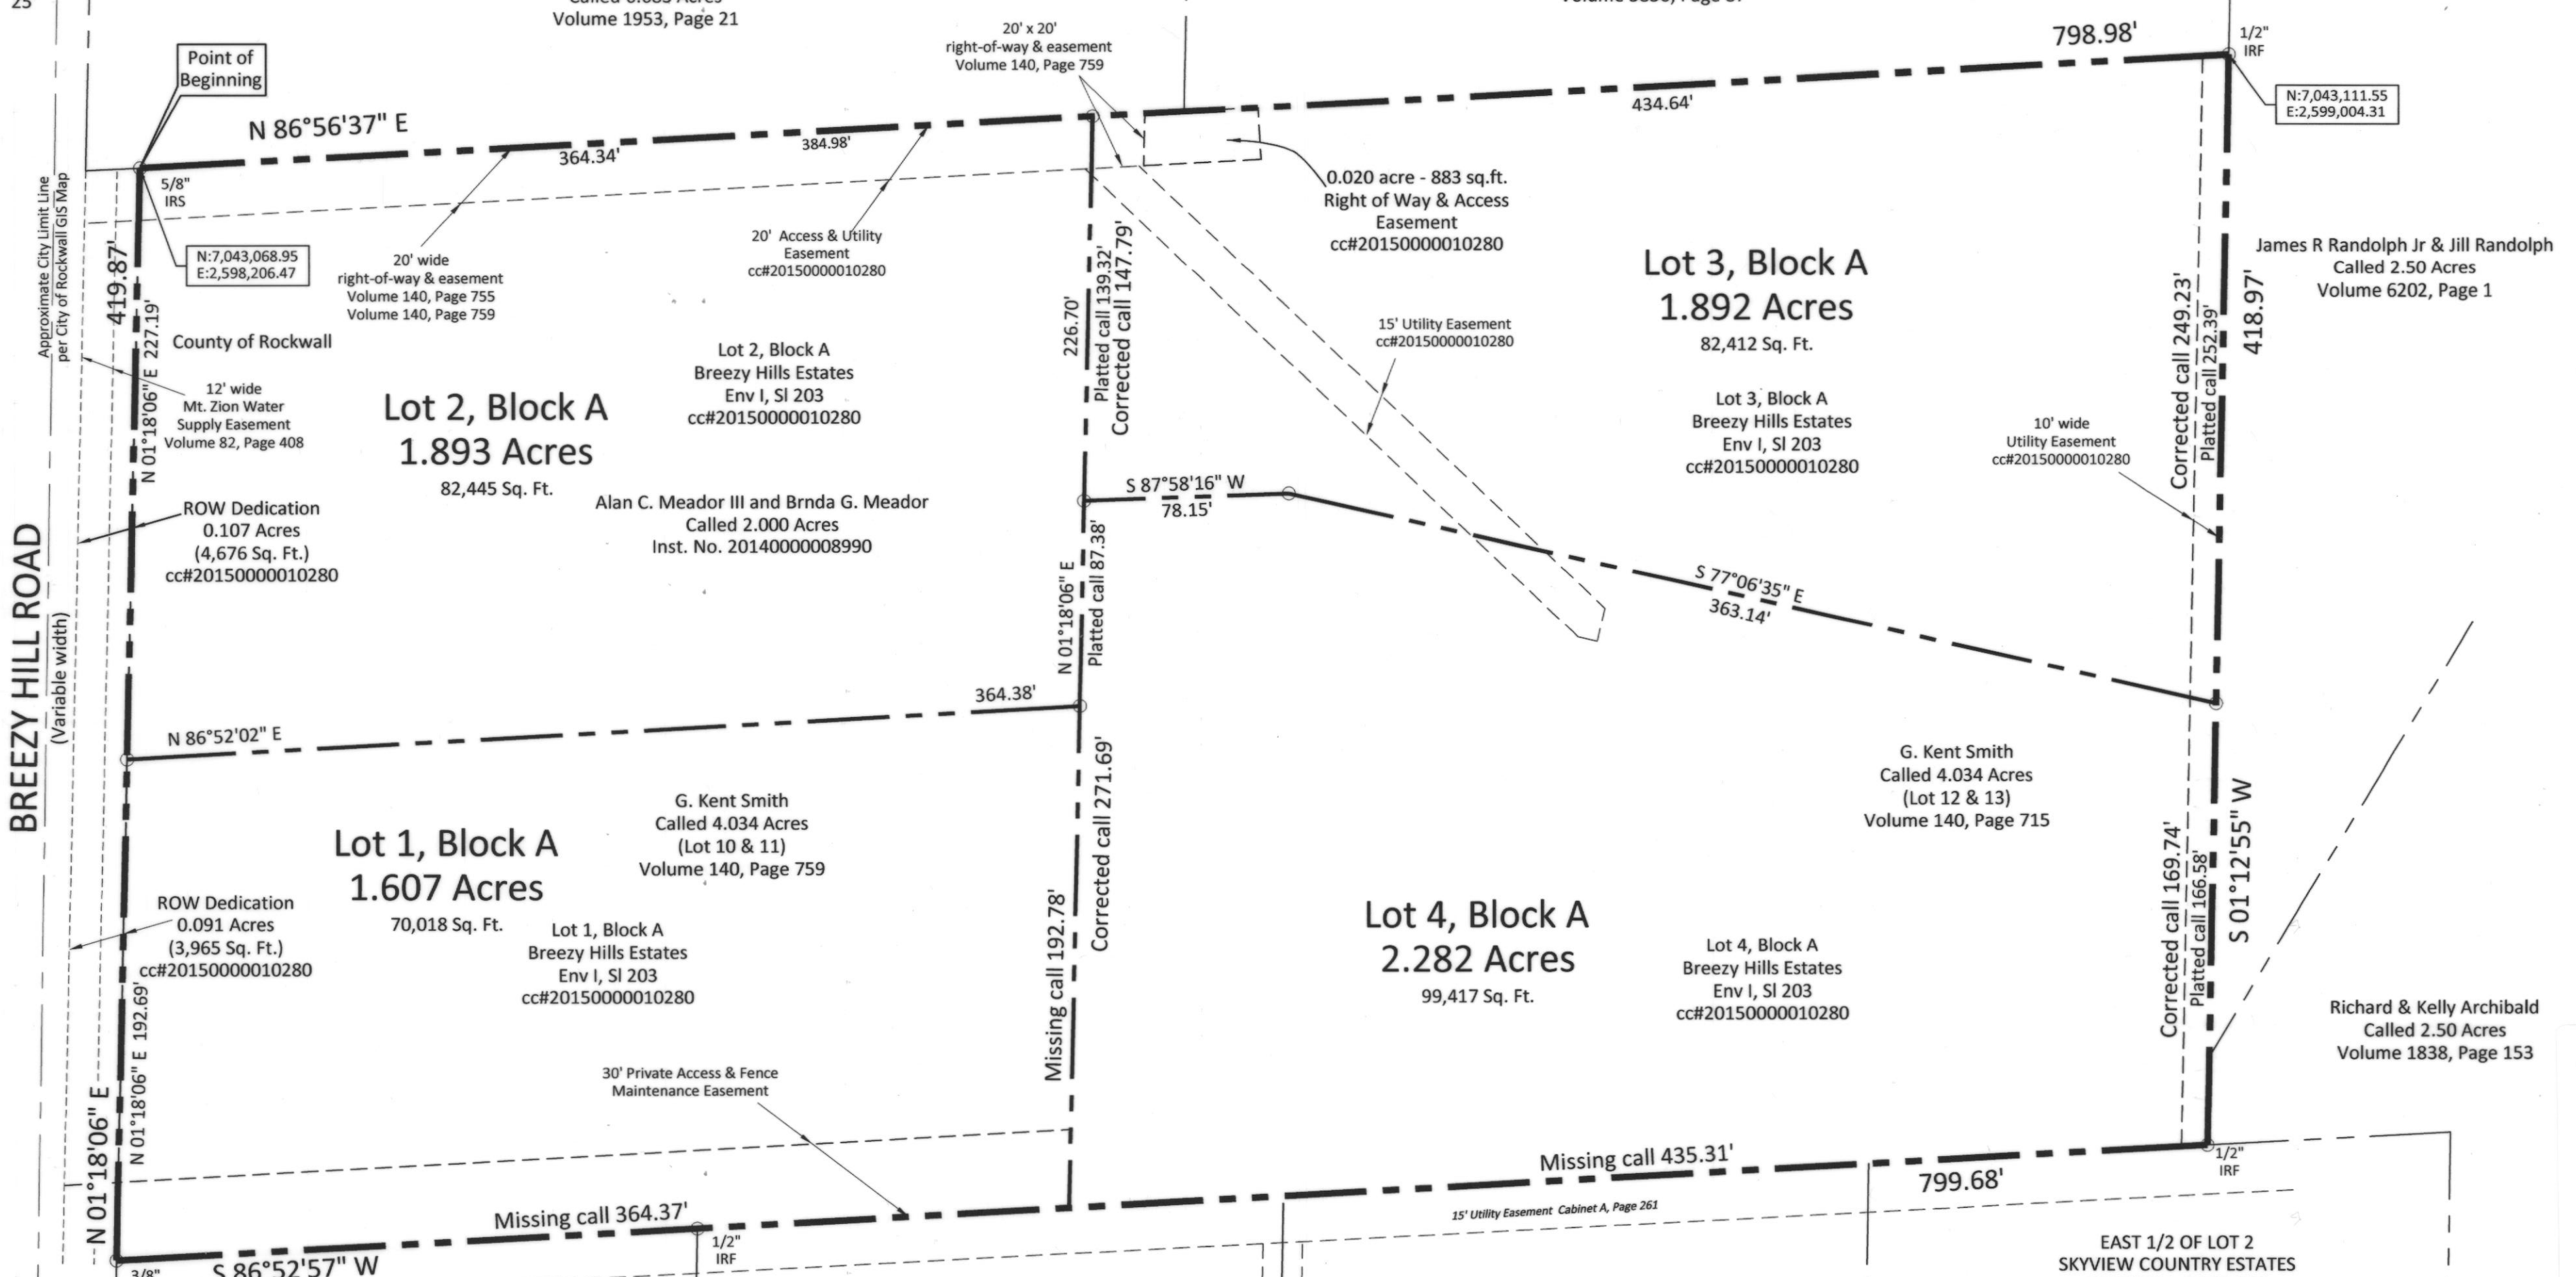 25
Volume 1953, Page 21
Point of
Beginning
N 86°56'37" E
364.34'
384.98'
20' x 20'
right-of-way & easement
Volume 140, Page 759
434.64'
798.98'
1/2"
IRF
N:7,043,111.55
E:2,599,004.31
5/8"
IRS
N:7,043,068.95
E:2,598,206.47
Approximate City Limit Line
per City of Rockwall GIS Map
419.87'
N 01°18'06" E 227.19'
20' wide
right-of-way & easement
Volume 140, Page 755
Volume 140, Page 759
20' Access & Utility
Easement
cc#20150000010280
0.020 acre - 883 sq.ft.
Right of Way & Access
Easement
cc#20150000010280
County of Rockwall
12' wide
Mt. Zion Water
Supply Easement
Volume 82, Page 408
Lot 2, Block A
1.893 Acres
82,445 Sq. Ft.
Lot 2, Block A
Breezy Hills Estates
Env I, Sl 203
cc#20150000010280
Alan C. Meador III and Brnda G. Meador
Called 2.000 Acres
Inst. No. 20140000008990
226.70'
Platted call 139.32'
Corrected call 147.79'
15' Utility Easement
cc#20150000010280
Lot 3, Block A
1.892 Acres
82,412 Sq. Ft.
Lot 3, Block A
Breezy Hills Estates
Env I, Sl 203
cc#20150000010280
10' wide
Utility Easement
cc#20150000010280
Corrected call 249.23'
Platted call 252.39'
418.97'
James R Randolph Jr & Jill Randolph
Called 2.50 Acres
Volume 6202, Page 1
ROW Dedication
0.107 Acres
(4,676 Sq. Ft.)
cc#20150000010280
BREEZY HILL ROAD
(Variable width)
S 87°58'16" W
78.15'
N 01°18'06" E
Platted call 87.38'
S 77°06'35" E
363.14'
N 86°52'02" E
364.38'
Lot 1, Block A
1.607 Acres
70,018 Sq. Ft.
G. Kent Smith
Called 4.034 Acres
(Lot 10 & 11)
Volume 140, Page 759
Lot 1, Block A
Breezy Hills Estates
Env I, Sl 203
cc#20150000010280
ROW Dedication
0.091 Acres
(3,965 Sq. Ft.)
cc#20150000010280
N 01°18'06" E
N 01°18'06" E 192.69'
Missing call 192.78'
Corrected call 271.69'
Lot 4, Block A
2.282 Acres
99,417 Sq. Ft.
G. Kent Smith
Called 4.034 Acres
(Lot 12 & 13)
Volume 140, Page 715
Lot 4, Block A
Breezy Hills Estates
Env I, Sl 203
cc#20150000010280
Corrected call 169.74'
Platted call 166.58'
S 01°12'55" W
Richard & Kelly Archibald
Called 2.50 Acres
Volume 1838, Page 153
30' Private Access & Fence
Maintenance Easement
Missing call 364.37'
S 86°52'57" W
1/2"
IRF
3/8"
Missing call 435.31'
799.68'
1/2"
IRF
15' Utility Easement Cabinet A, Page 261
EAST 1/2 OF LOT 2
SKYVIEW COUNTRY ESTATES